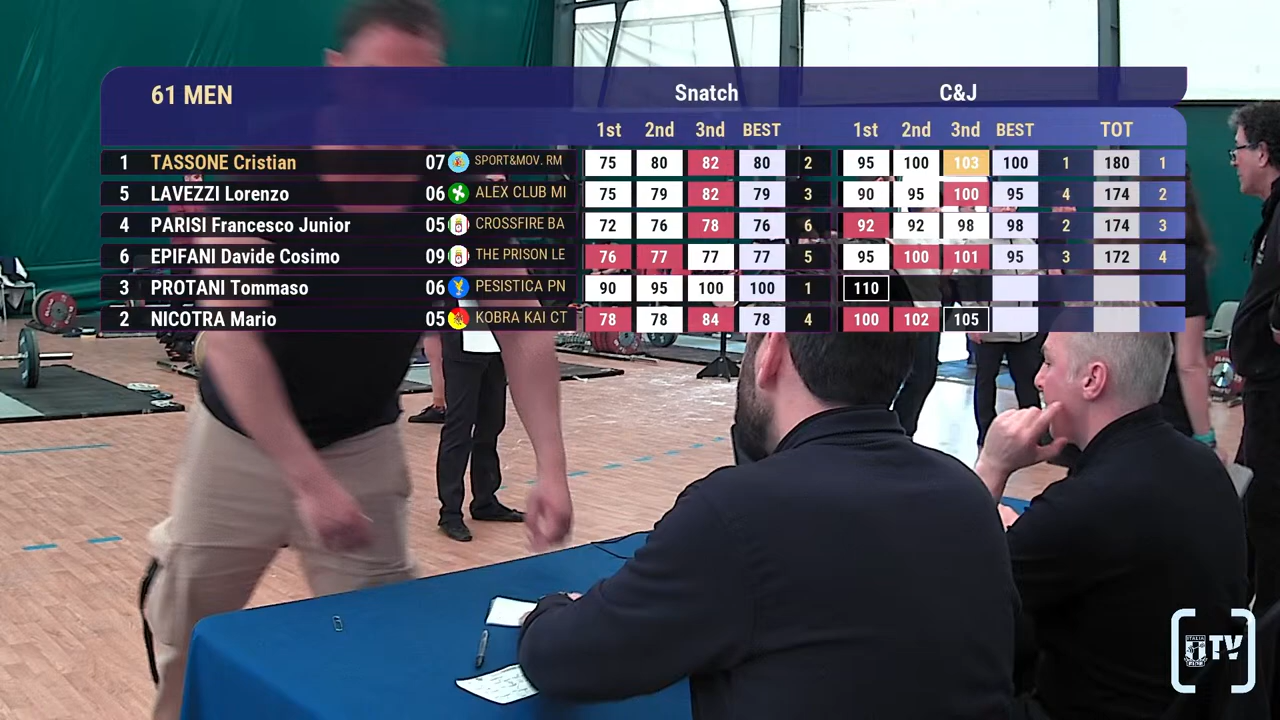 61 MEN Snatch C&J
1st 2nd 3rd BEST 1st 2nd 3rd BEST TOT
1 TASSONE Cristian 07 SPORT&MOV. RM 75 80 82 80 2 95 100 103 100 1 180 1
5 LAVEZZI Lorenzo 06 ALEX CLUB MI 75 79 82 79 3 90 95 100 95 4 174 2
4 PARISI Francesco Junior 05 CROSSFIRE BA 72 76 78 76 6 92 92 98 98 2 174 3
6 EPIFANI Davide Cosimo 09 THE PRISON LE 76 77 77 77 5 95 100 101 95 3 172 4
3 PROTANI Tommaso 06 PESISTICA PN 90 95 100 100 1 110
2 NICOTRA Mario 05 KOBRA KAI CT 78 78 84 78 4 100 102 105
ITALIA
TV